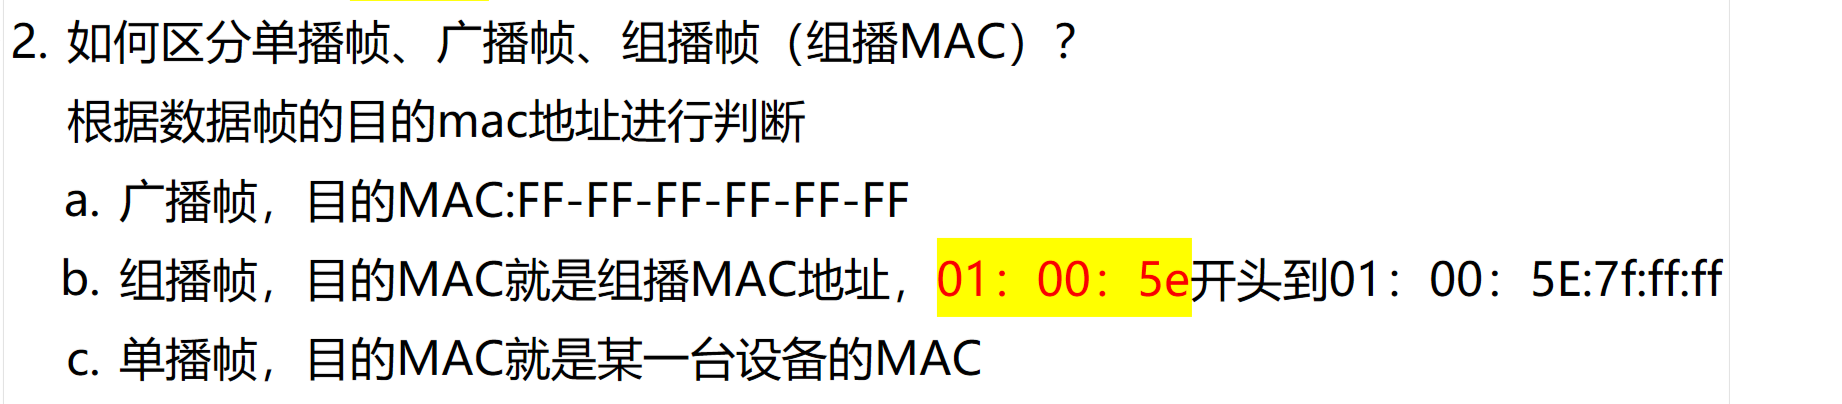 2. 如何区分单播帧、广播帧、组播帧（组播MAC）？
根据数据帧的目的mac地址进行判断
a. 广播帧，目的MAC:FF-FF-FF-FF-FF-FF
b. 组播帧，目的MAC就是组播MAC地址，01：00：5e开头到01：00：5E:7f:ff:ff
c. 单播帧，目的MAC就是某一台设备的MAC